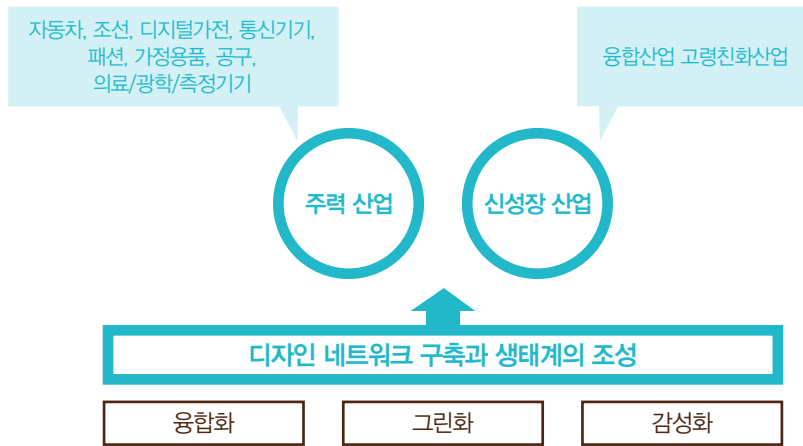 자동차, 조선, 디지털가전, 통신기기,
패션, 가정용품, 공구,
의료/광학/측정기기
융합산업 고령친화산업
주력 산업
신성장 산업
디자인 네트워크 구축과 생태계의 조성
융합화
그린화
감성화